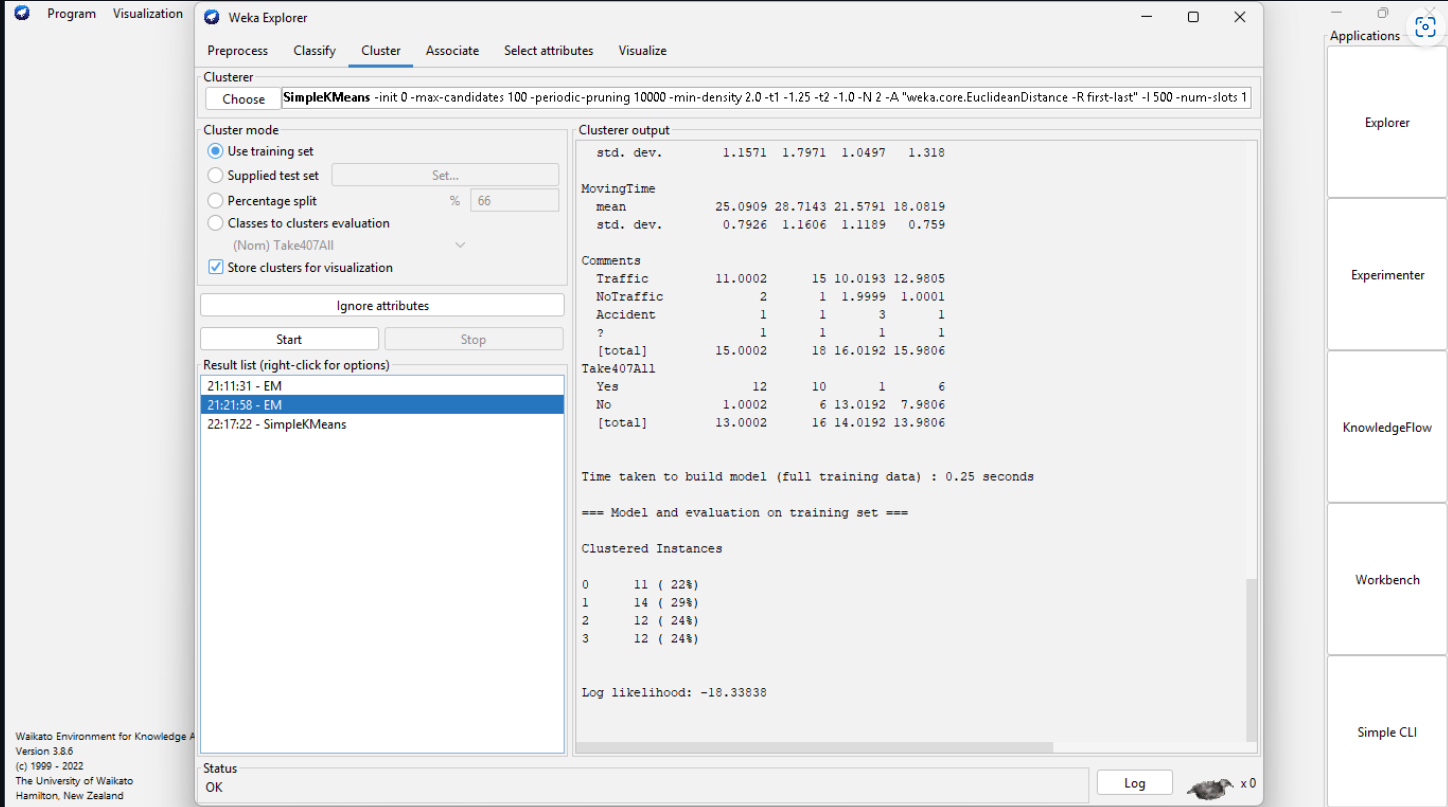 Program Visualization
Weka Explorer
Preprocess Classify Cluster Associate Select attributes Visualize
Clusterer
Choose SimpleKMeans -init 0 -max-candidates 100 -periodic-pruning 10000 -min-density 2.0 -t1 -1.25 -t2 -1.0 -N 2 -A "weka.core.EuclideanDistance -R first-last" -I 500 -num-slots 1
Cluster mode
Use training set
Supplied test set Set...
Percentage split % 66
Classes to clusters evaluation
(Nom) Take407All
Store clusters for visualization
Ignore attributes
Start Stop
Result list (right-click for options)
21:11:31 - EM
21:21:58 - EM
22:17:22 - SimpleKMeans
Clusterer output
std. dev. 1.1571 1.7971 1.0497 1.318
MovingTime
mean 25.0909 28.7143 21.5791 18.0819
std. dev. 0.7926 1.1606 1.1189 0.759
Comments
Traffic 11.0002 15 10.0193 12.9805
NoTraffic 2 1 1.9999 1.0001
Accident 1 1 3 1
? 1 1 1 1
[total] 15.0002 18 16.0192 15.9806
Take407All
Yes 12 10 1 6
No 1.0002 6 13.0192 7.9806
[total] 13.0002 16 14.0192 13.9806
Time taken to build model (full training data) : 0.25 seconds
=== Model and evaluation on training set ===
Clustered Instances
0 11 ( 22%)
1 14 ( 29%)
2 12 ( 24%)
3 12 ( 24%)
Log likelihood: -18.33838
Status
OK
Log x 0
Waikato Environment for Knowledge A
Version 3.8.6
(c) 1999 - 2022
The University of Waikato
Hamilton, New Zealand
Applications
Explorer
Experimenter
KnowledgeFlow
Workbench
Simple CLI